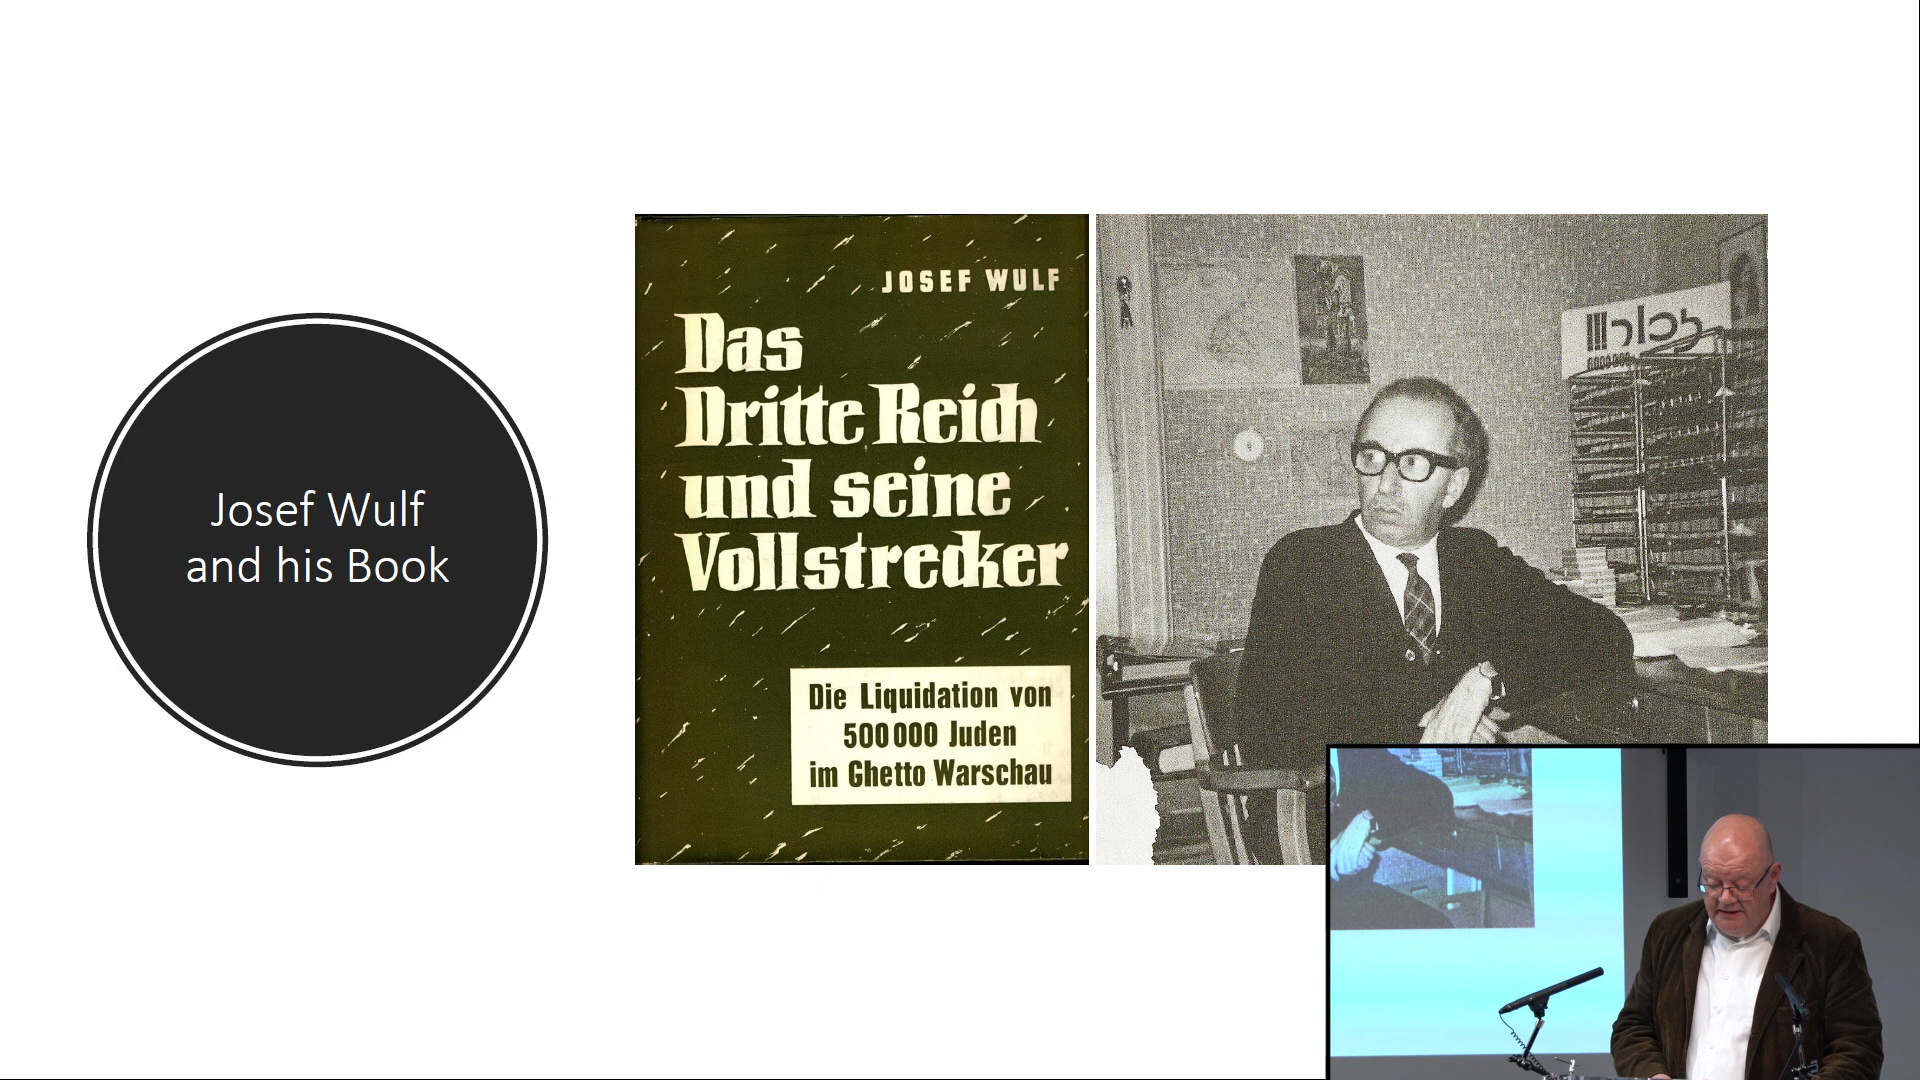 Josef Wulf
and his Book
JOSEF WULF
Das
Dritte Reich
und seine
Vollstrecker
Die Liquidation von
500 000 Juden
im Ghetto Warschau
זכור!!!